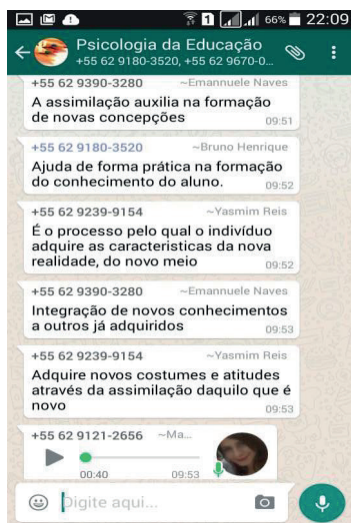 66% 22:09
Psicologia da Educação
+55 62 9180-3520, +55 62 9670-0...
+55 62 9390-3280 ~Emannuele Naves
A assimilação auxilia na formação
de novas concepções 09:51
+55 62 9180-3520 ~Bruno Henrique
Ajuda de forma prática na formação
do conhecimento do aluno. 09:52
+55 62 9239-9154 ~Yasmim Reis
É o processo pelo qual o indivíduo
adquire as caracteristicas da nova
realidade, do novo meio 09:52
+55 62 9390-3280 ~Emannuele Naves
Integração de novos conhecimentos
a outros já adquiridos 09:53
+55 62 9239-9154 ~Yasmim Reis
Adquire novos costumes e atitudes
através da assimilação daquilo que é
novo 09:53
+55 62 9121-2656 ~Ma...
00:40 09:53
Digite aqui...